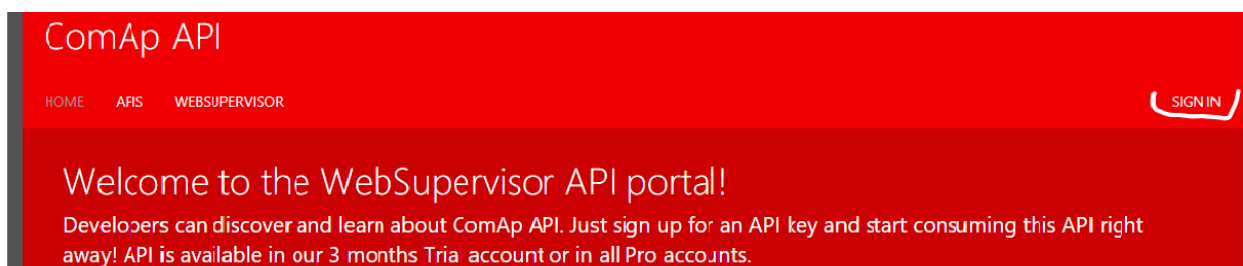 ComAp API
HOME APIS WEBSUPERVISOR SIGN IN
Welcome to the WebSupervisor API portal!
Developers can discover and learn about ComAp API. Just sign up for an API key and start consuming this API right
away! API is available in our 3 months Trial account or in all Pro accounts.